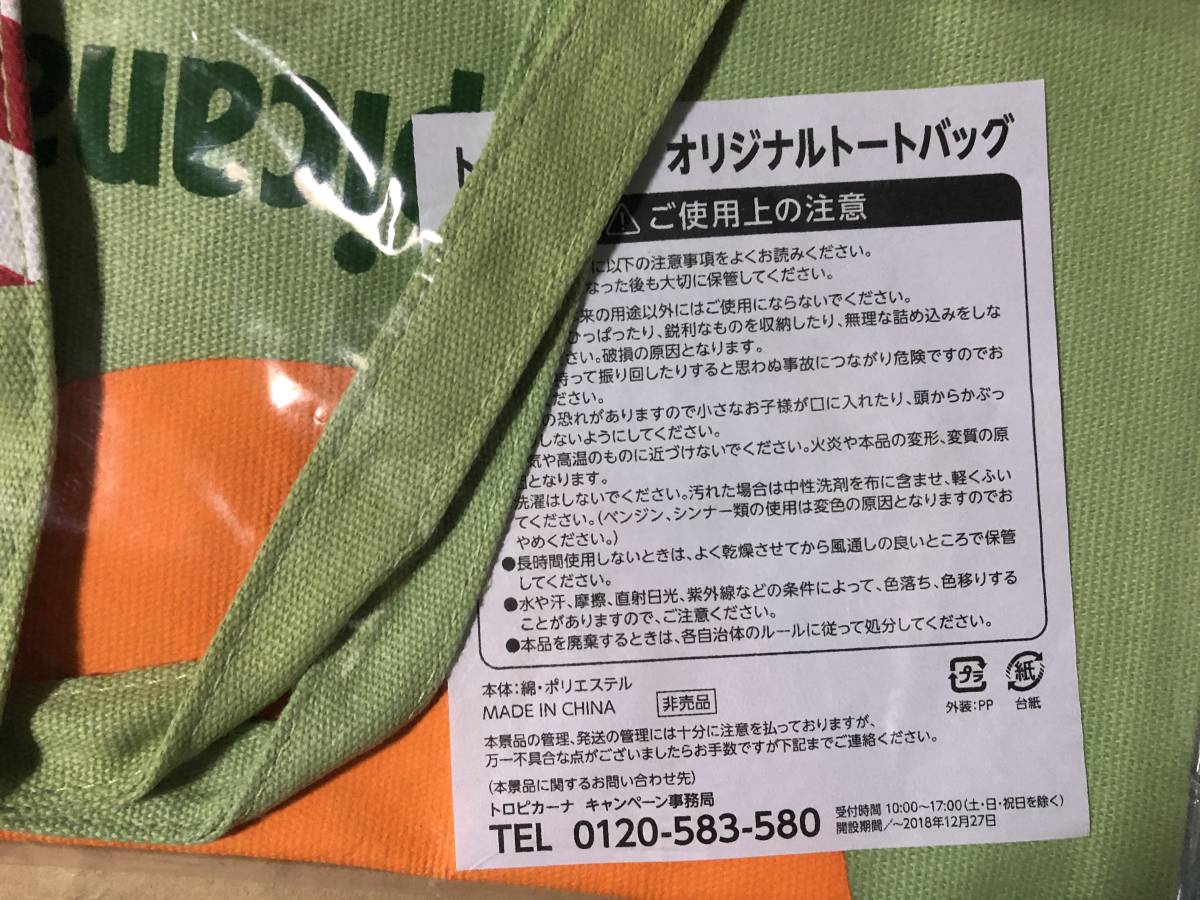 picana
ト オリジナルトートバッグ
ご使用上の注意
に以下の注意事項をよくお読みください。
なった後も大切に保管してください。
来の用途以外にはご使用にならないでください。
ひっぱったり、鋭利なものを収納したり、無理な詰め込みをしな
さい。破損の原因となります。
持って振り回したりすると思わぬ事故につながり危険ですのでお
ださい。
の恐れがありますので小さなお子様が口に入れたり、頭からかぶっ
しないようにしてください。
気や高温のものに近づけないでください。火炎や本品の変形、変質の原
因となります。
洗濯はしないでください。汚れた場合は中性洗剤を布に含ませ、軽くふい
てください。(ベンジン、シンナー類の使用は変色の原因となりますのでお
やめください。)
●長時間使用しないときは、よく乾燥させてから風通しの良いところで保管
してください。
●水や汗、摩擦、直射日光、紫外線などの条件によって、色落ち、色移りする
ことがありますので、ご注意ください。
●本品を廃棄するときは、各自治体のルールに従って処分してください。
本体:綿・ポリエステル
MADE IN CHINA 非売品
プラ 紙
外装:PP 台紙
本景品の管理、発送の管理には十分に注意を払っておりますが、
万一不具合な点がございましたらお手数ですが下記までご連絡ください。
(本景品に関するお問い合わせ先)
トロピカーナ キャンペーン事務局
TEL 0120-583-580
受付時間 10:00〜17:00(土・日・祝日を除く)
開設期間/〜2018年12月27日